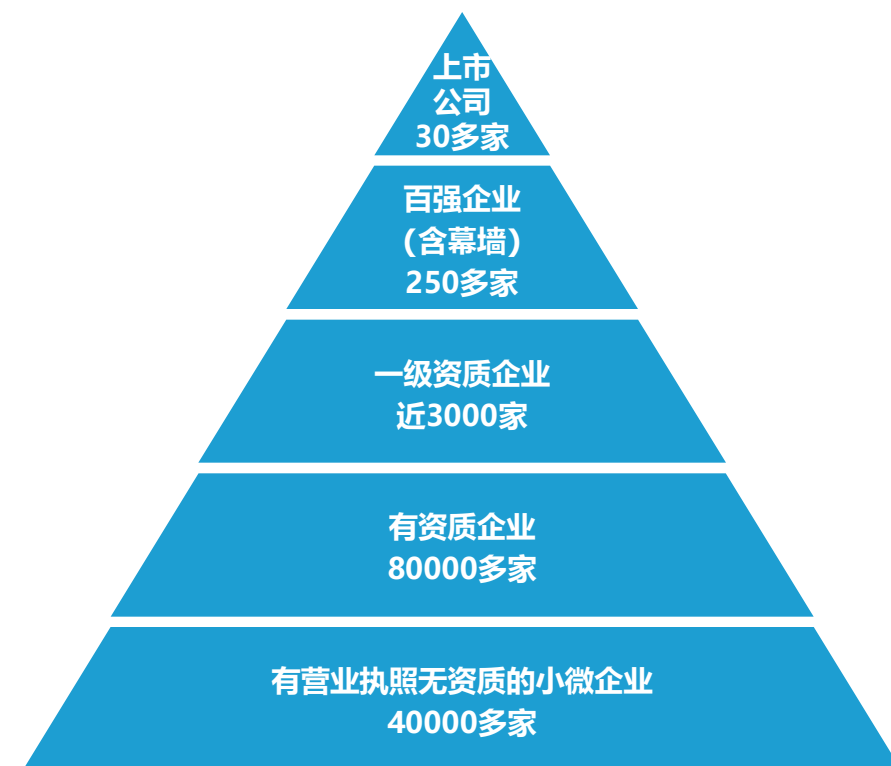 上市
公司
30多家
百强企业
（含幕墙）
250多家
一级资质企业
近3000家
有资质企业
80000多家
有营业执照无资质的小微企业
40000多家